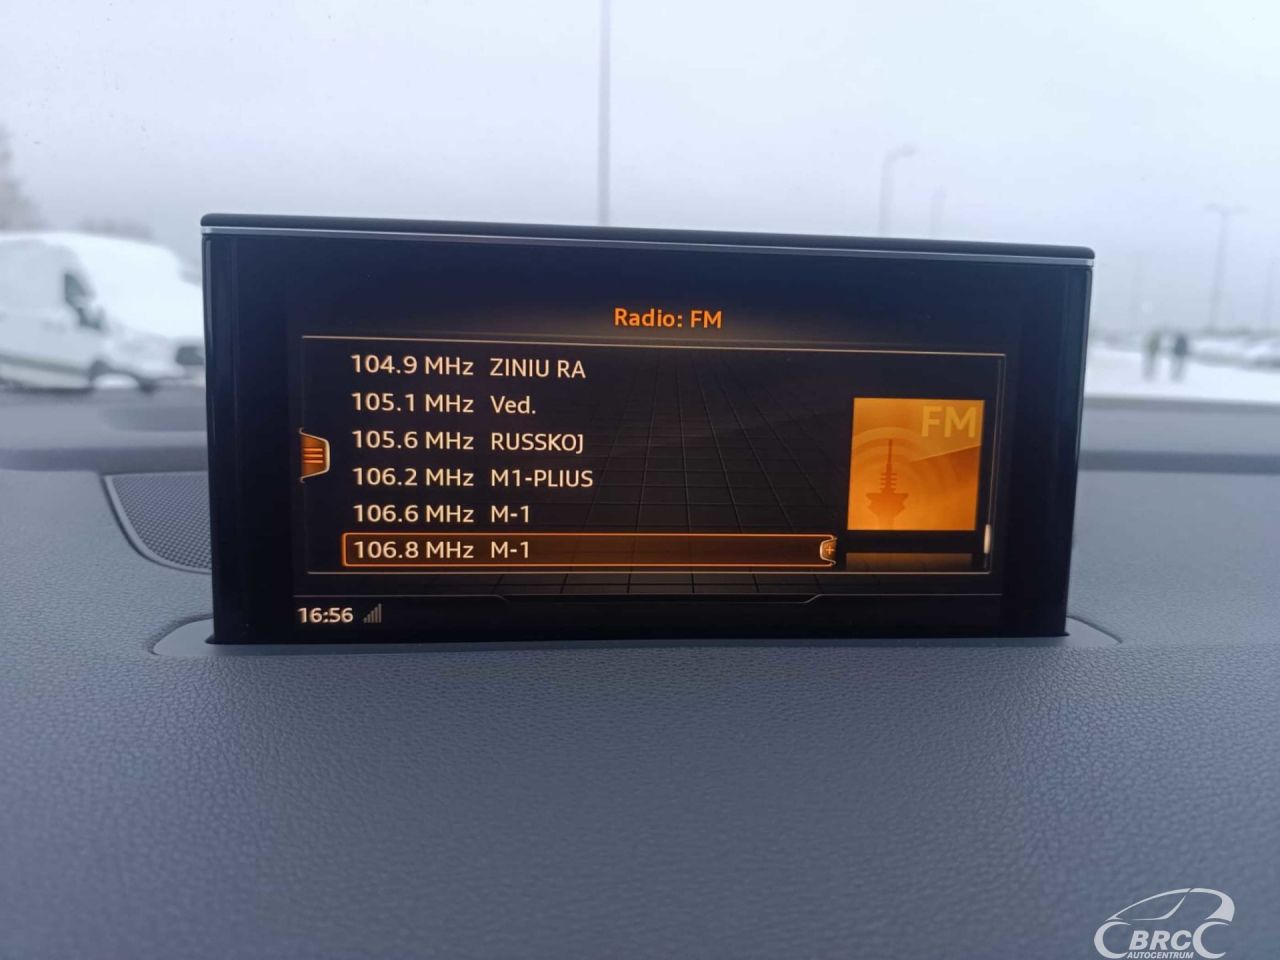 Radio: FM
104.9 MHz ZINIU RA
105.1 MHz Ved.
105.6 MHz RUSSKOJ
106.2 MHz M1-PLIUS
106.6 MHz M-1
106.8 MHz M-1
FM
16:56
BRC
AUTOCENTRUM